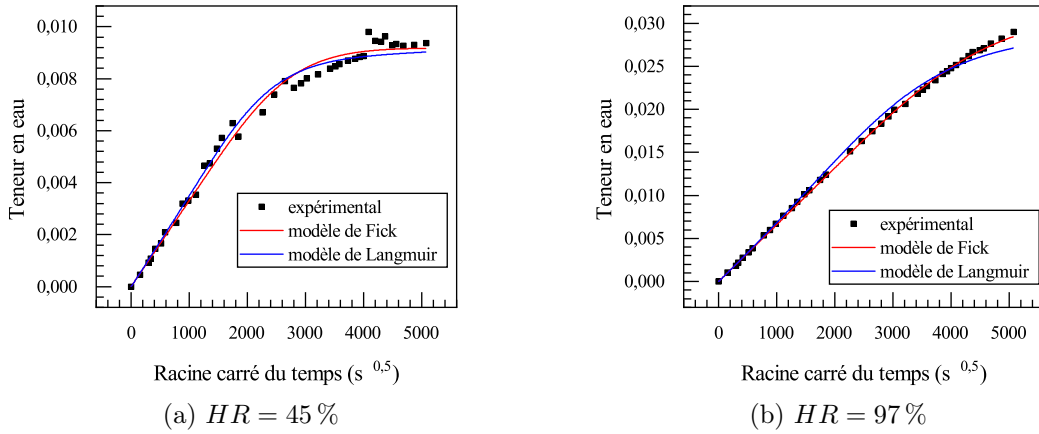 0,010
0,008
0,006
0,004
0,002
0,000
Teneur en eau
expérimental
modèle de Fick
modèle de Langmuir
0 1000 2000 3000 4000 5000
Racine carré du temps (s 0,5)
(a) HR = 45 %
0,030
0,025
0,020
0,015
0,010
0,005
0,000
Teneur en eau
expérimental
modèle de Fick
modèle de Langmuir
0 1000 2000 3000 4000 5000
Racine carré du temps (s 0,5)
(b) HR = 97 %